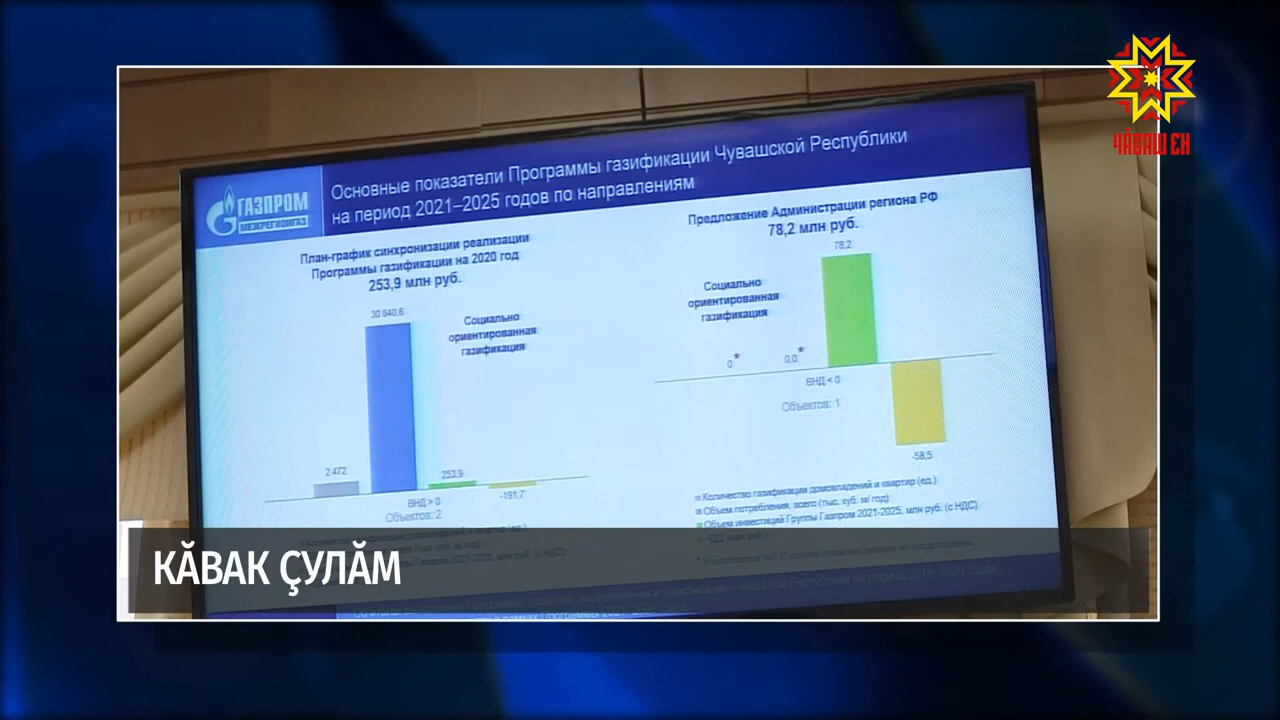 ЧĂВАШ ЕН
ГАЗПРОМ
МЕЖРЕГИОНГАЗ
Основные показатели Программы газификации Чувашской Республики
на период 2021–2025 годов по направлениям
План-график синхронизации реализации
Программы газификации на 2020 год
253,9 млн руб.
30 640,6
Социально
ориентированная
газификация
2 472
253,9
-191,7
ВНД > 0
Объектов: 2
Предложение Администрации региона РФ
78,2 млн руб.
78,2
Социально
ориентированная
газификация
0*
0,0*
ВНД < 0
Объектов: 1
-58,5
Количество газификации домовладений и квартир (ед.)
Объем потребления, всего (тыс. куб. м/ год)
Объем инвестиций Группы Газпром 2021-2025, млн руб. (с НДС)
КĂВАК ÇУЛĂМ